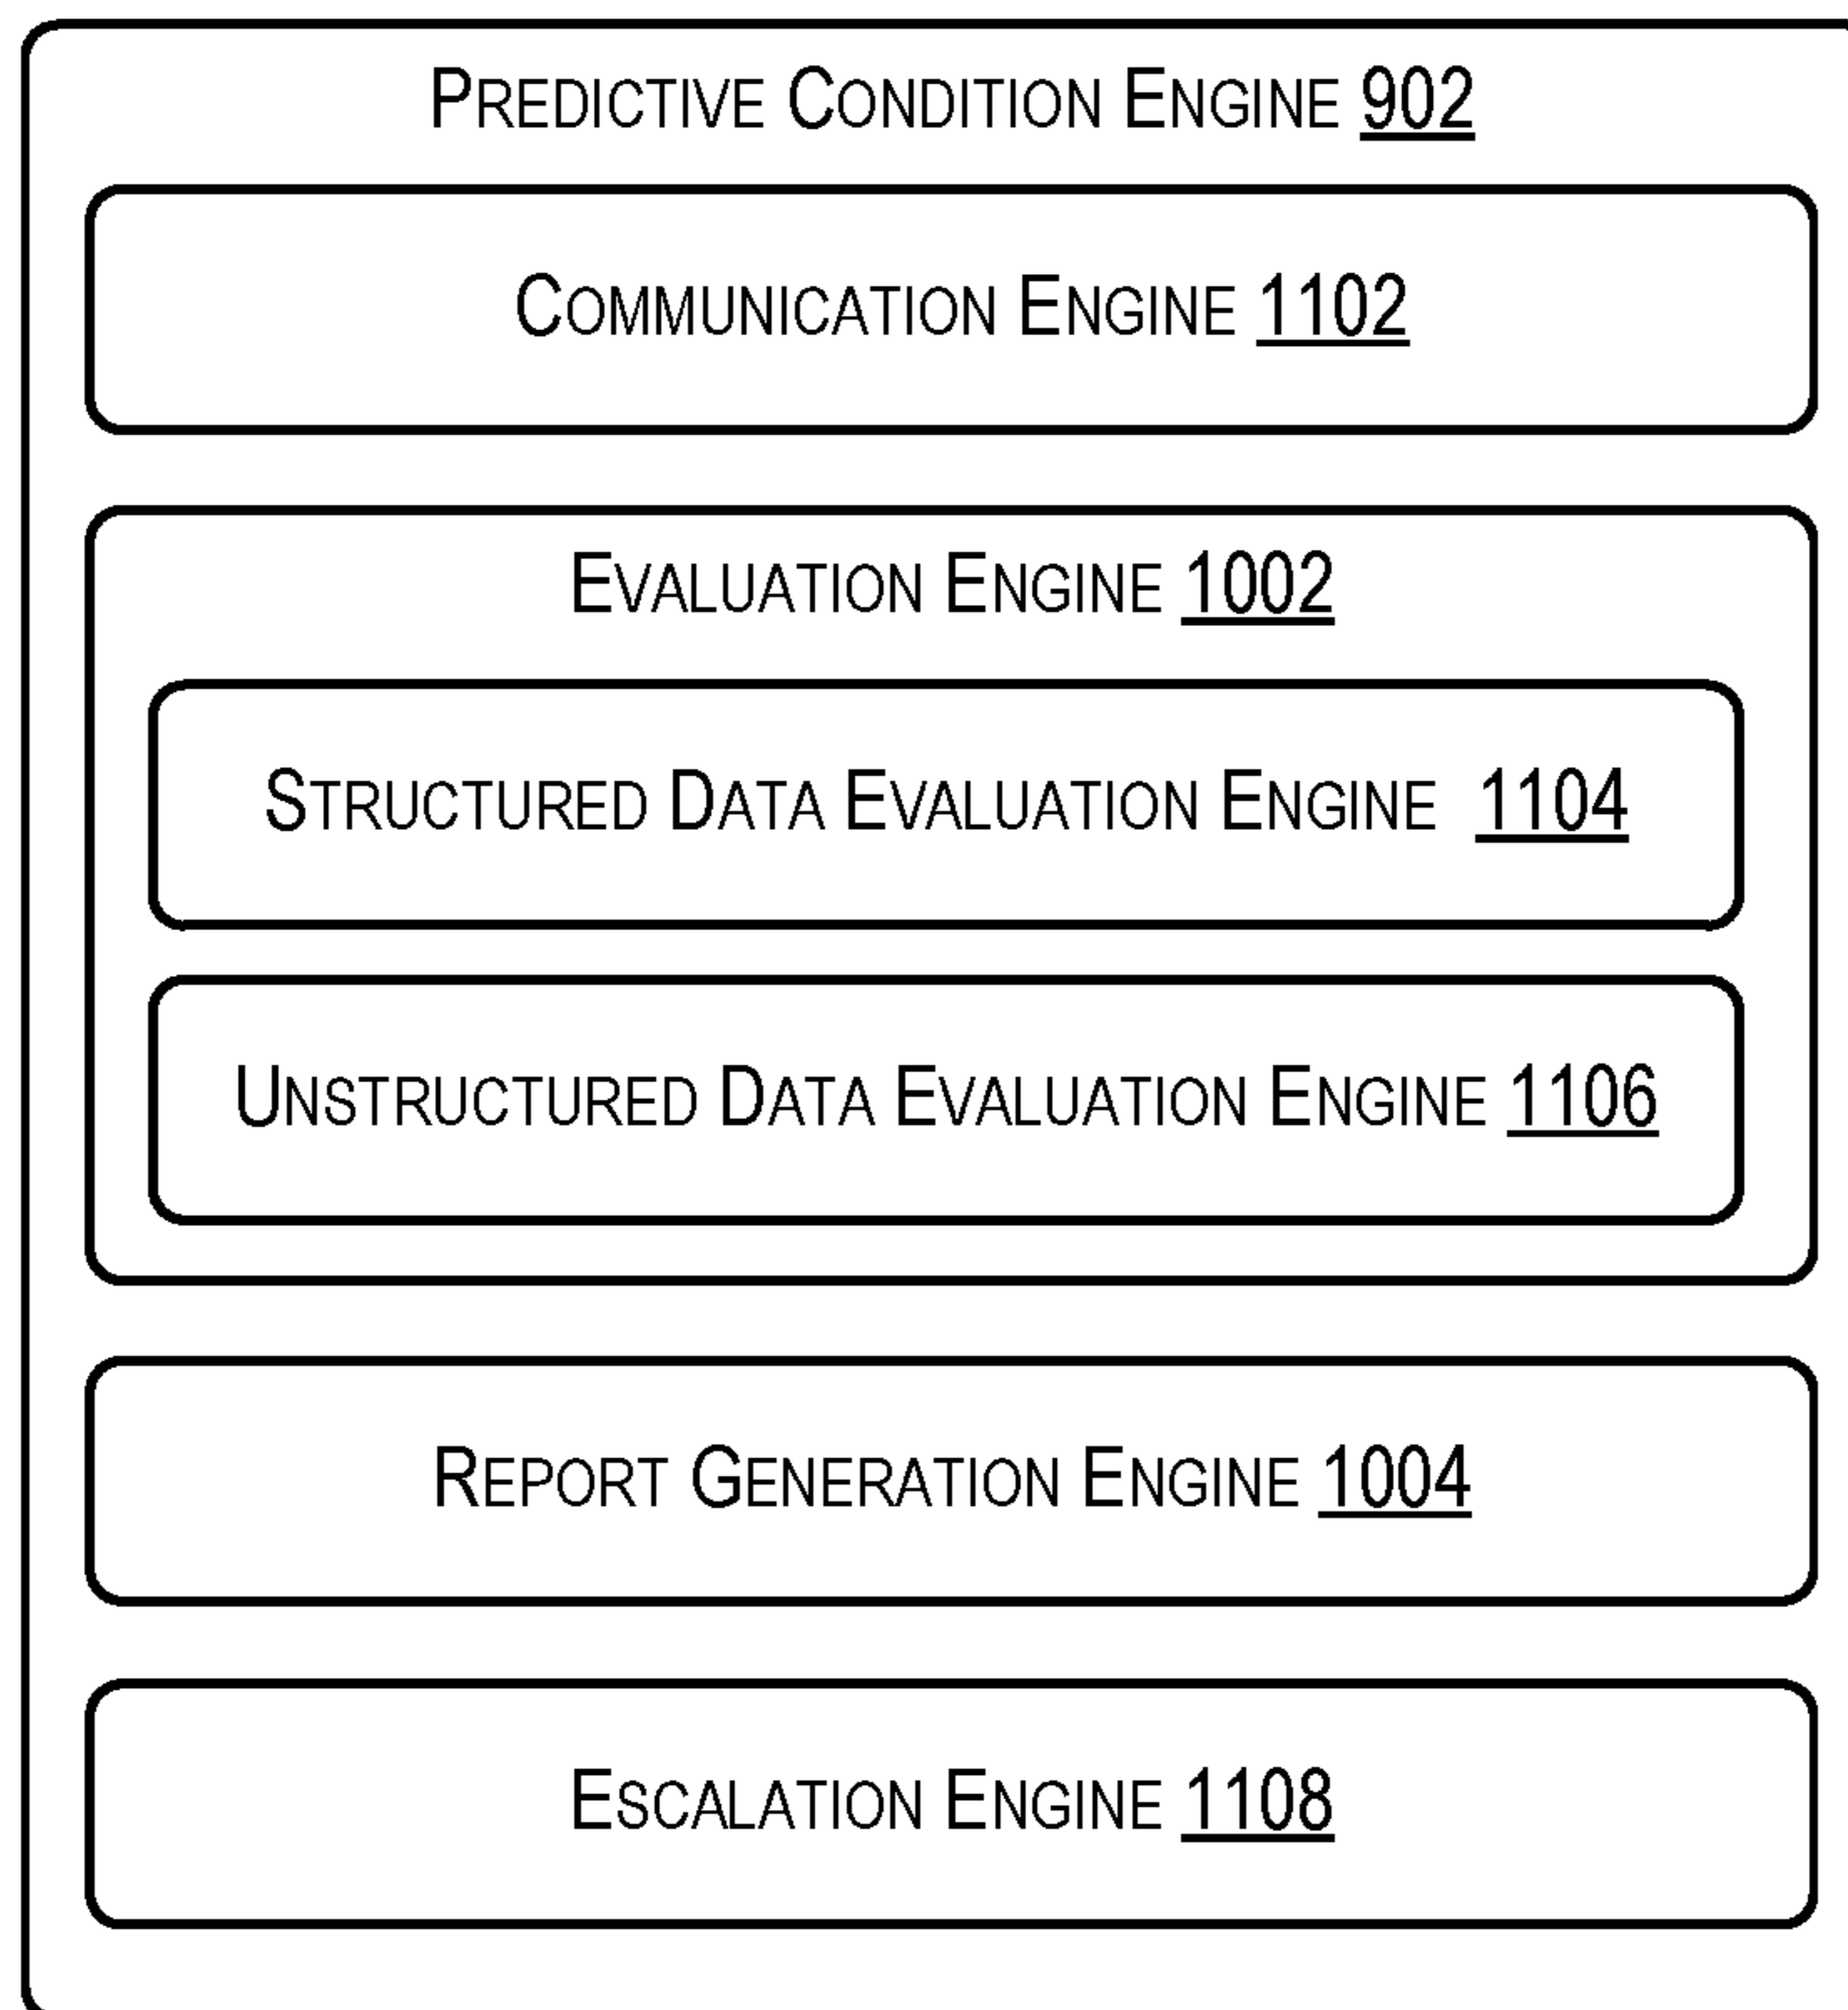 PREDICTIVE CONDITION ENGINE 902
COMMUNICATION ENGINE 1102
EVALUATION ENGINE 1002
STRUCTURED DATA EVALUATION ENGINE 1104
UNSTRUCTURED DATA EVALUATION ENGINE 1106
REPORT GENERATION ENGINE 1004
ESCALATION ENGINE 1108